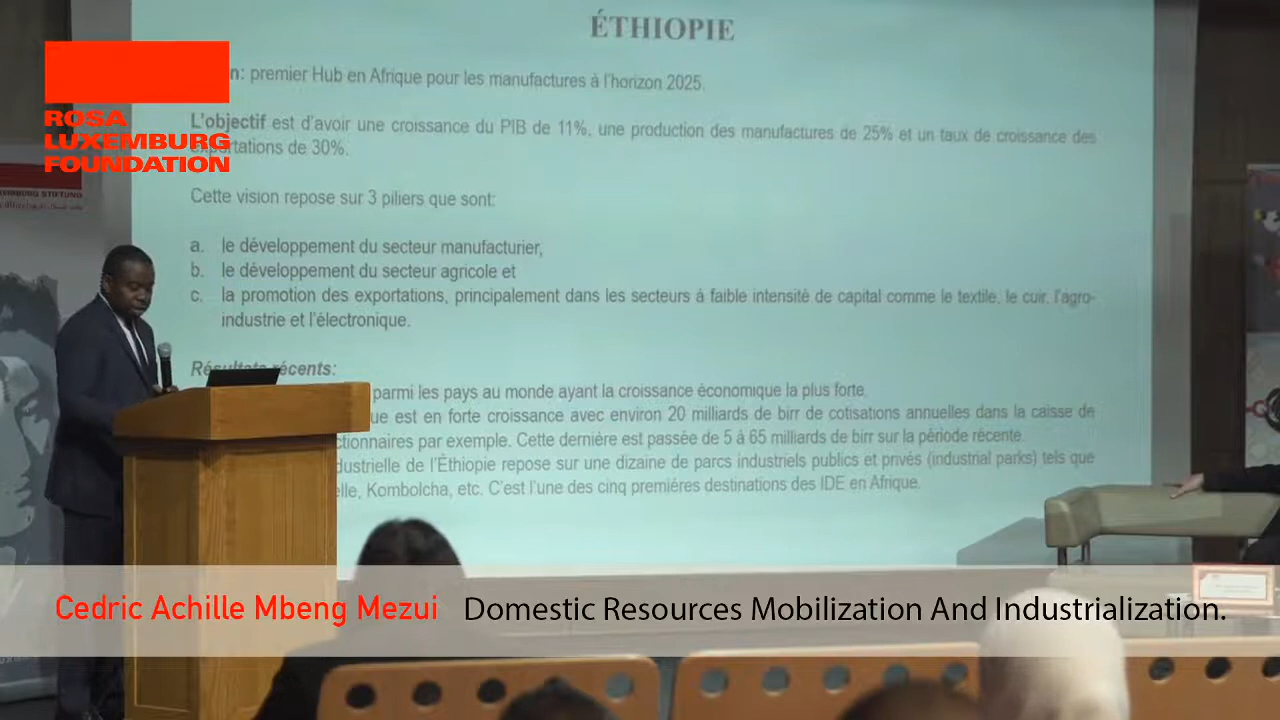 ÉTHIOPIE
n: premier Hub en Afrique pour les manufactures à l'horizon 2025.
L'objectif est d'avoir une croissance du PIB de 11%, une production des manufactures de 25% et un taux de croissance des
exportations de 30%.
ROSA
LUXEMBURG
FOUNDATION
Cette vision repose sur 3 piliers que sont:
a. le développement du secteur manufacturier,
b. le développement du secteur agricole et
c. la promotion des exportations, principalement dans les secteurs à faible intensité de capital comme le textile, le cuir, l'agro-
industrie et l'électronique.
Résultats récents:
parmi les pays au monde ayant la croissance économique la plus forte.
ue est en forte croissance avec environ 20 milliards de birr de cotisations annuelles dans la caisse de
ctionnaires par exemple. Cette dernière est passée de 5 à 65 milliards de birr sur la période récente.
dustrielle de l'Éthiopie repose sur une dizaine de parcs industriels publics et privés (industrial parks) tels que
elle, Kombolcha, etc. C'est l'une des cinq premières destinations des IDE en Afrique.
Cedric Achille Mbeng Mezui Domestic Resources Mobilization And Industrialization.